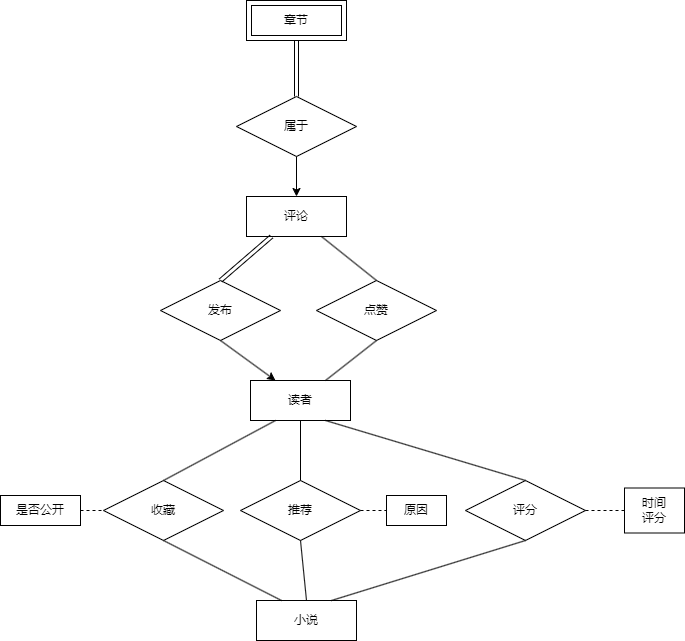 章节
属于
评论
发布
点赞
读者
是否公开
收藏
推荐
原因
评分
时间
评分
小说